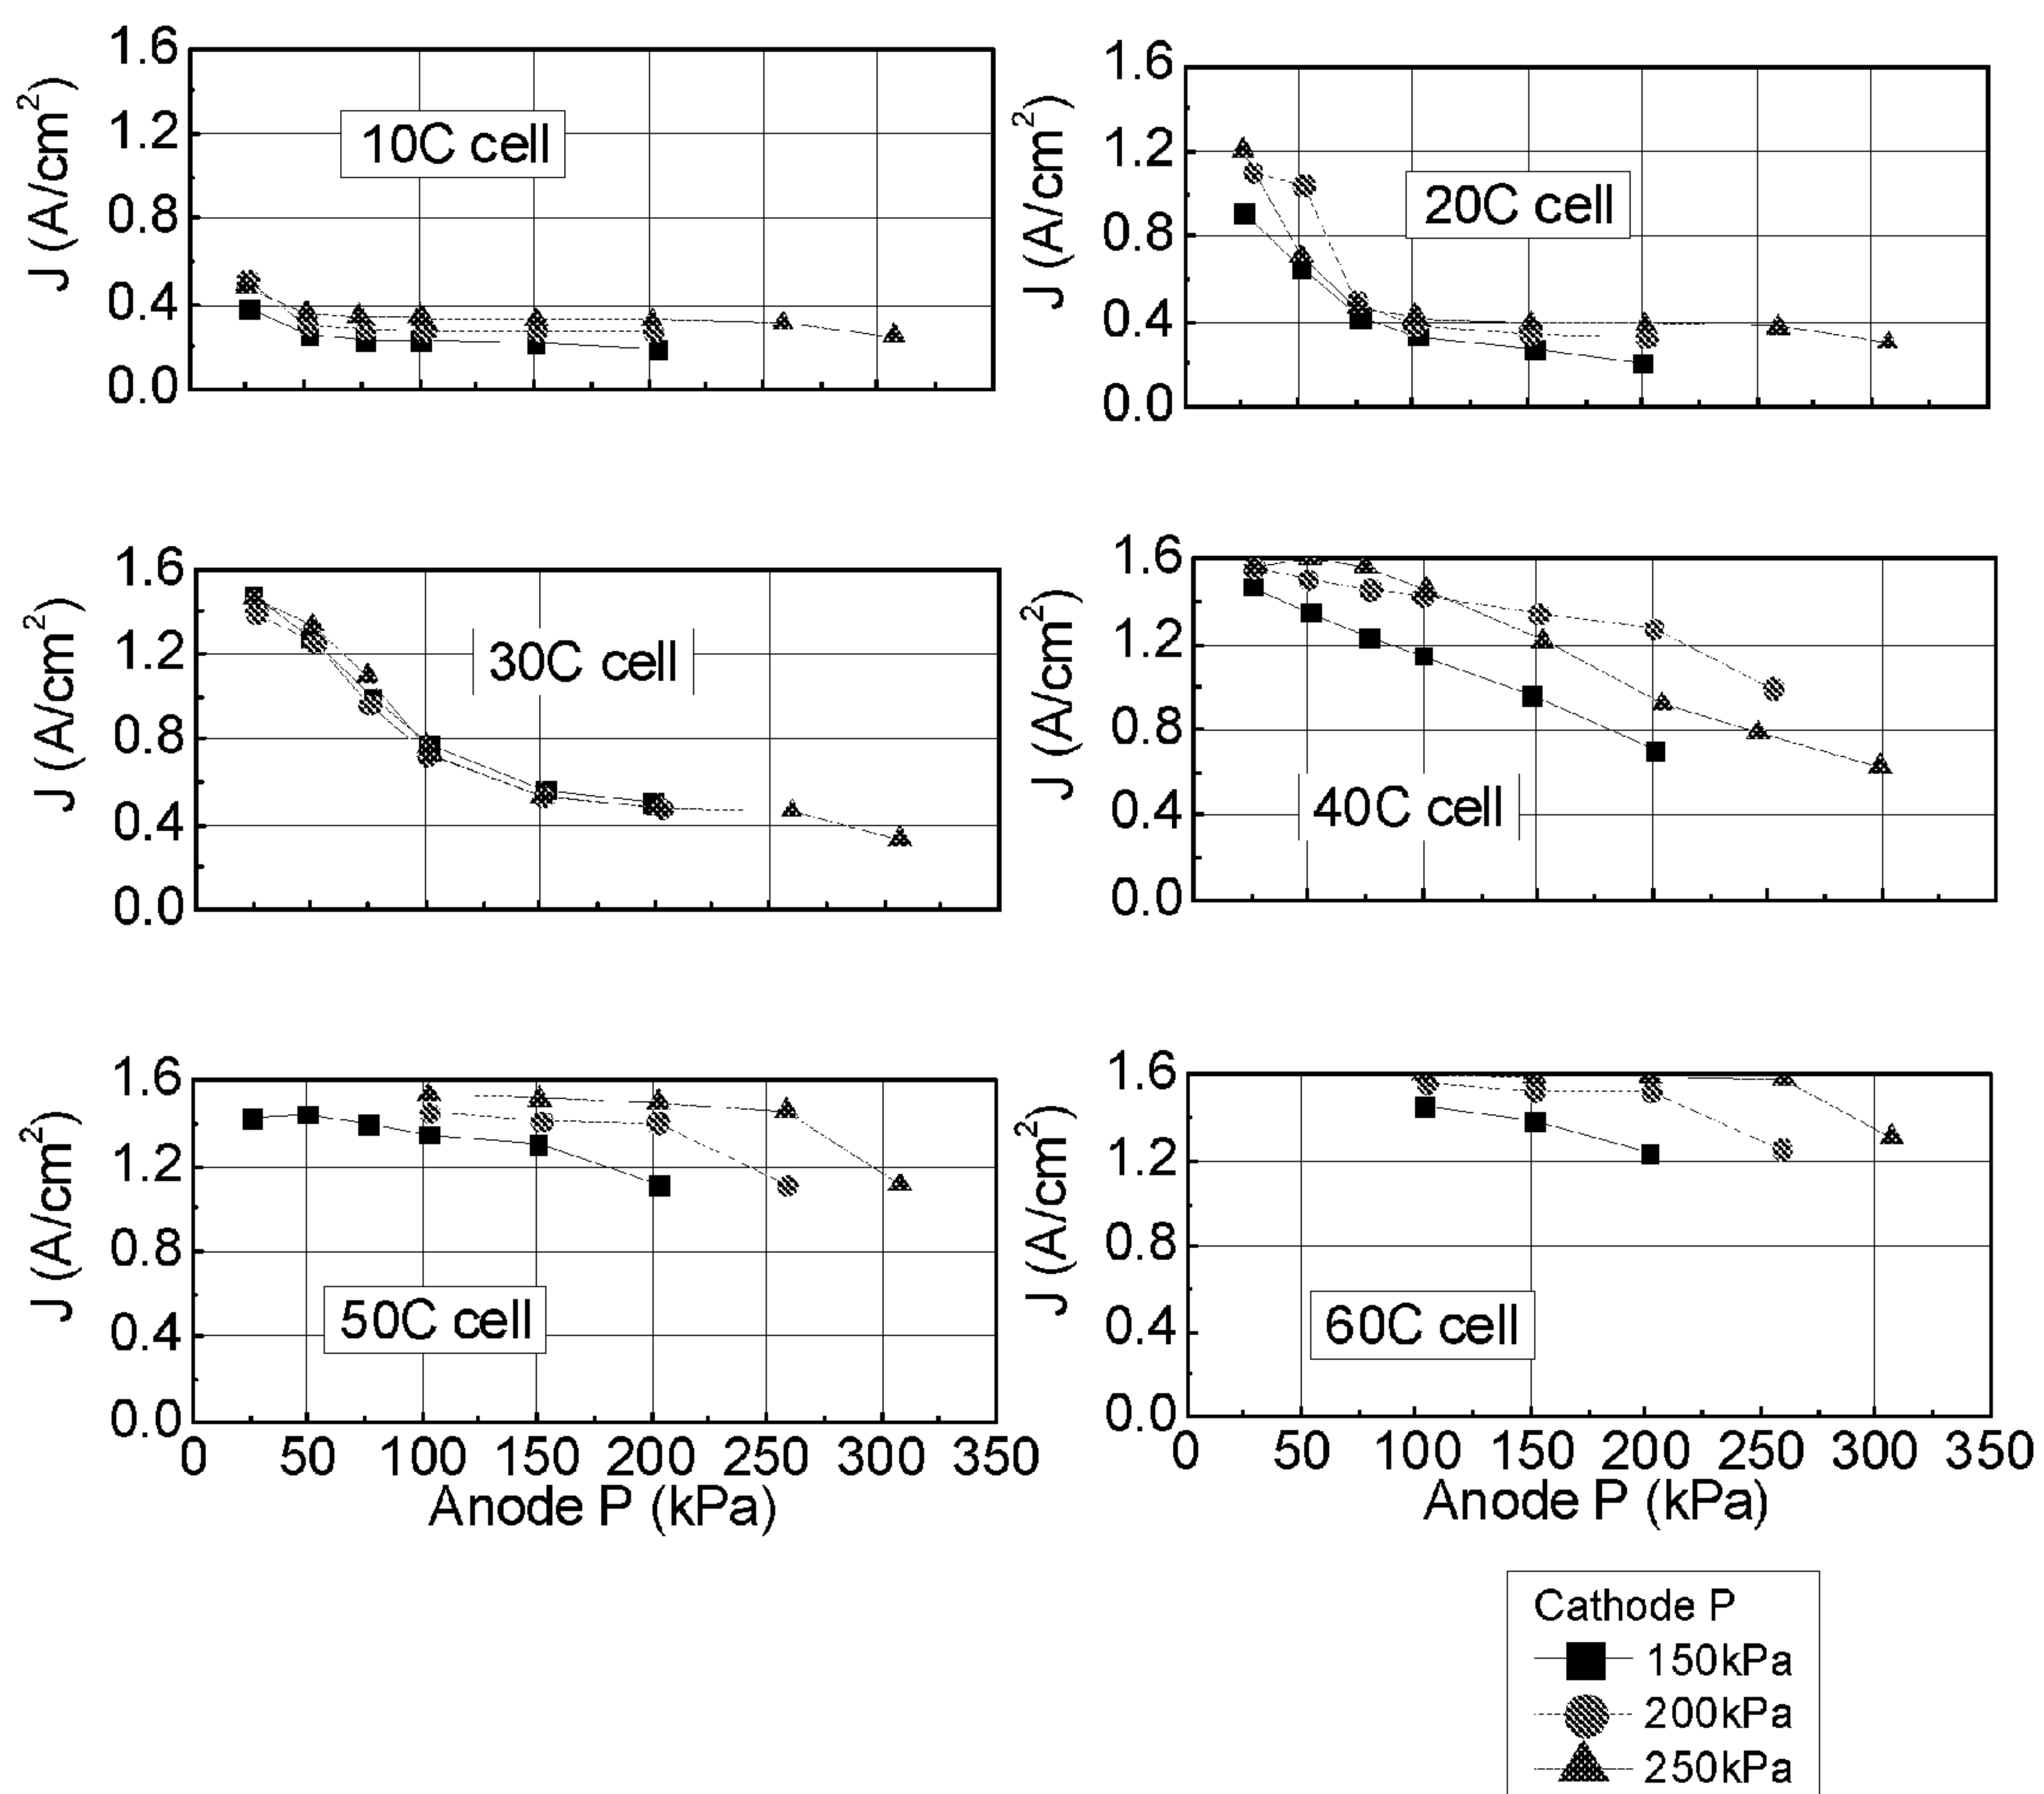 1.6
1.2
0.8
0.4
0.0
J (A/cm²)
10C cell
1.6
1.2
0.8
0.4
0.0
J (A/cm²)
20C cell
1.6
1.2
0.8
0.4
0.0
J (A/cm²)
30C cell
1.6
1.2
0.8
0.4
0.0
J (A/cm²)
40C cell
1.6
1.2
0.8
0.4
0.0
J (A/cm²)
50C cell
0 50 100 150 200 250 300 350
Anode P (kPa)
1.6
1.2
0.8
0.4
0.0
J (A/cm²)
60C cell
0 50 100 150 200 250 300 350
Anode P (kPa)
Cathode P
150kPa
200kPa
250kPa